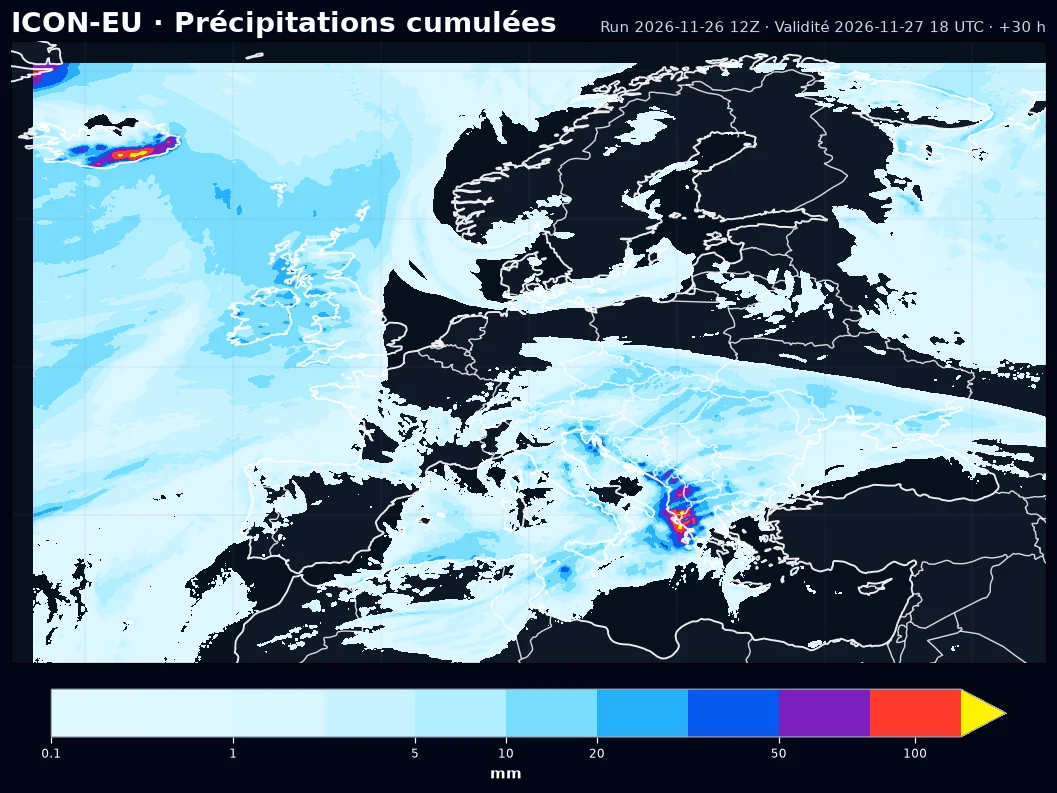 ICON-EU · Précipitations cumulées
Run 2026-11-26 12Z · Validité 2026-11-27 18 UTC · +30 h
0.1 1 5 10 20 50 100
mm